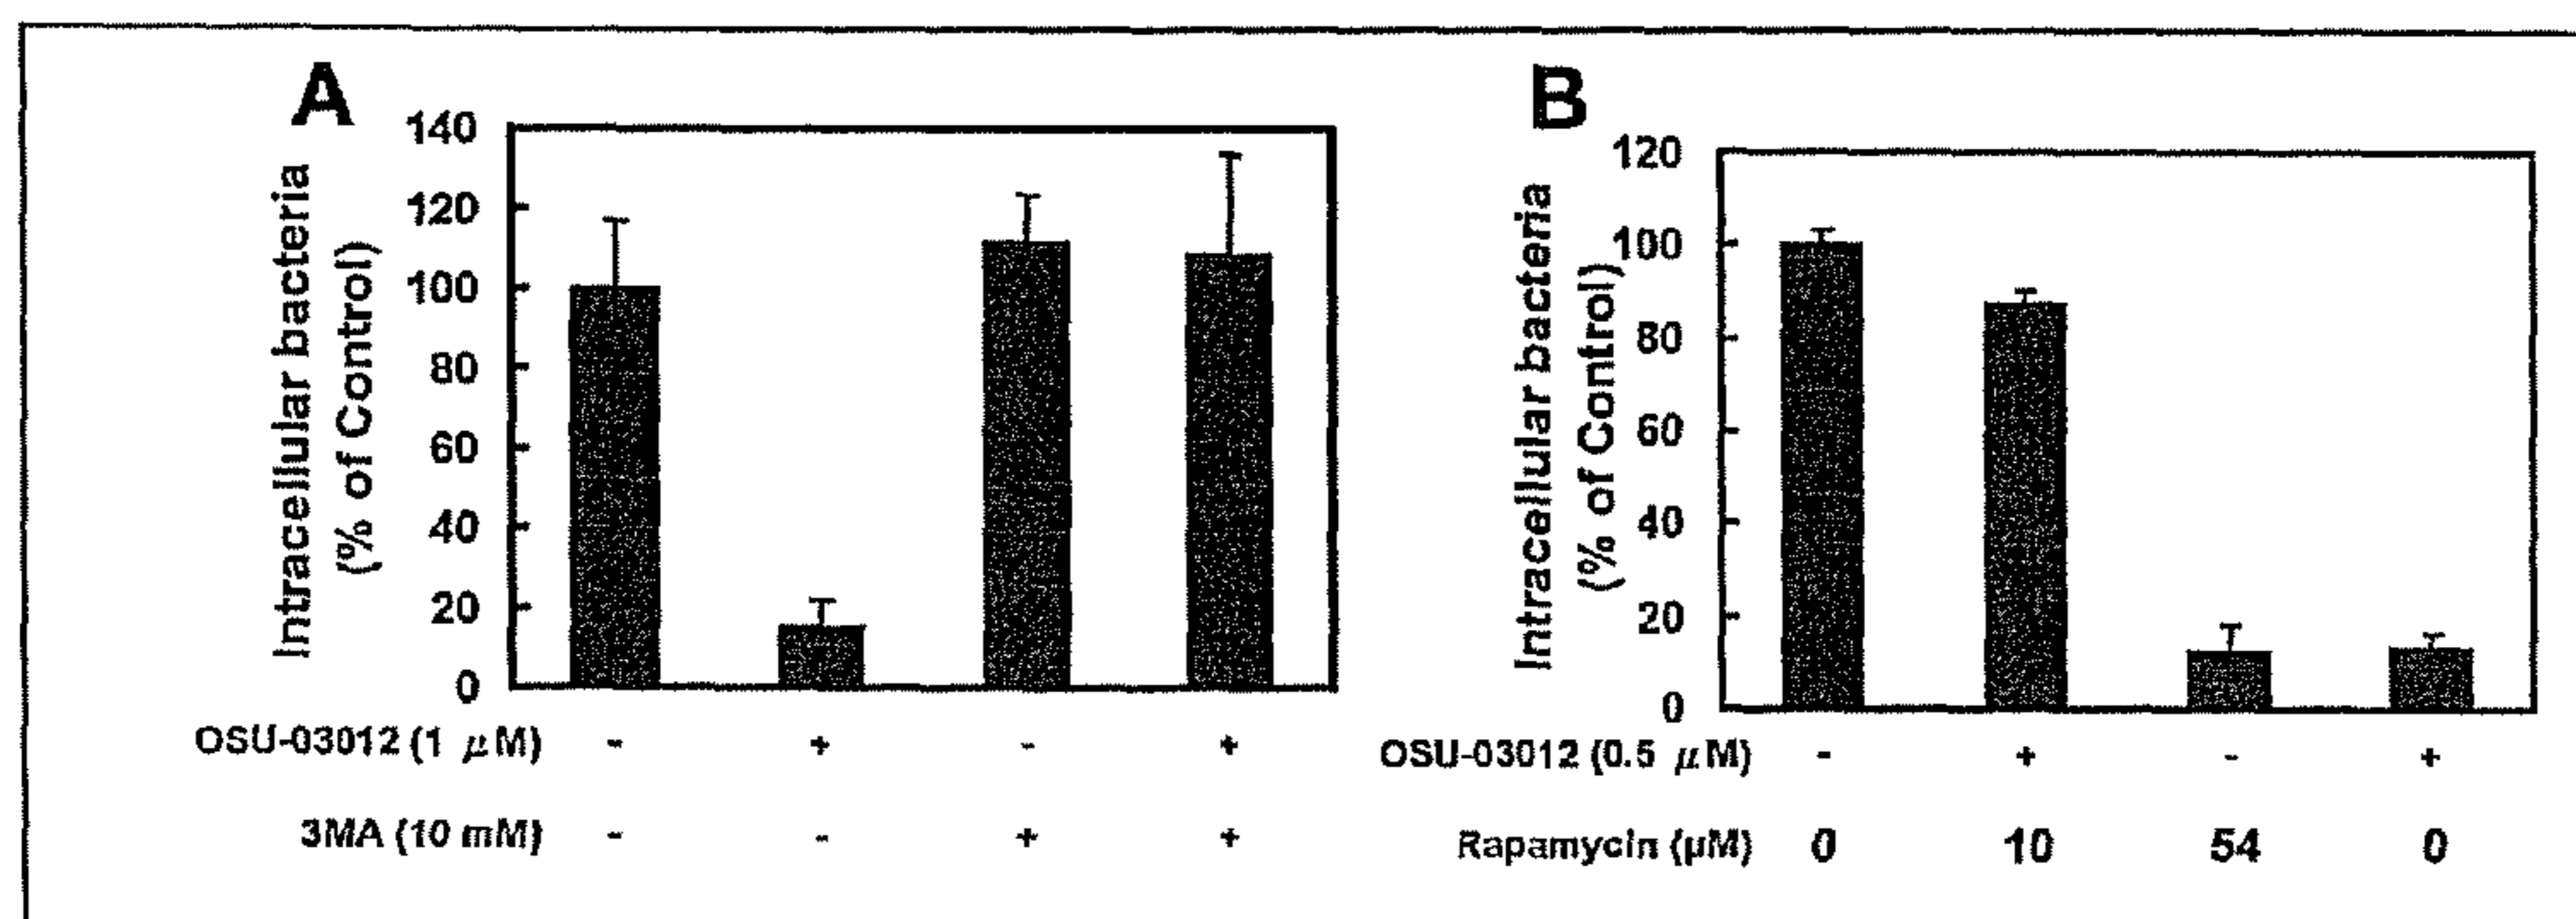 A
140
120
100
80
60
40
20
0
Intracellular bacteria
(% of Control)
OSU-03012 (1 μM) - + - +
3MA (10 mM) - - + +
B
120
100
80
60
40
20
0
Intracellular bacteria
(% of Control)
OSU-03012 (0.5 μM) - + - +
Rapamycin (μM) 0 10 54 0